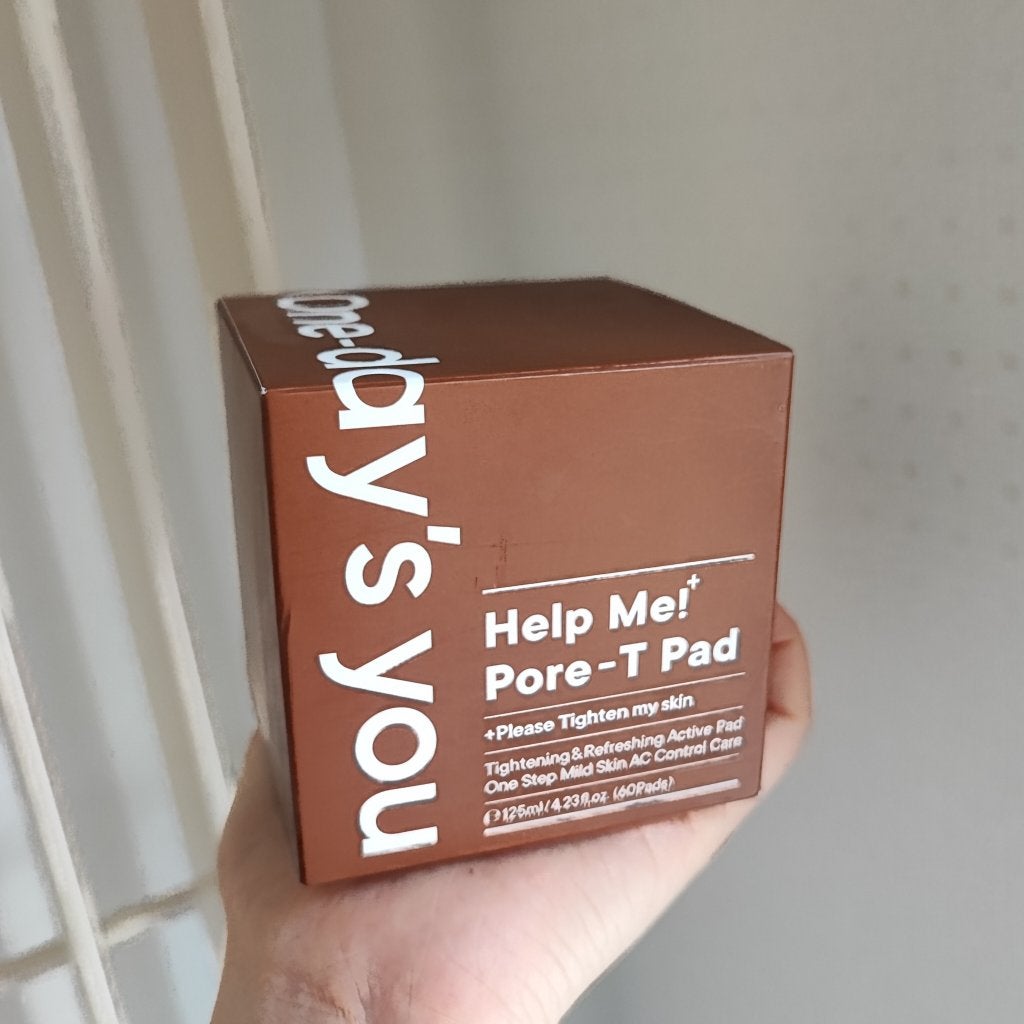 One-day's you
Help Me!+
Pore-T Pad
+Please Tighten my skin
Tightening&Refreshing Active Pad
One Step Mild Skin AC Control Care
125ml/4.23fl.oz. (60Pads)